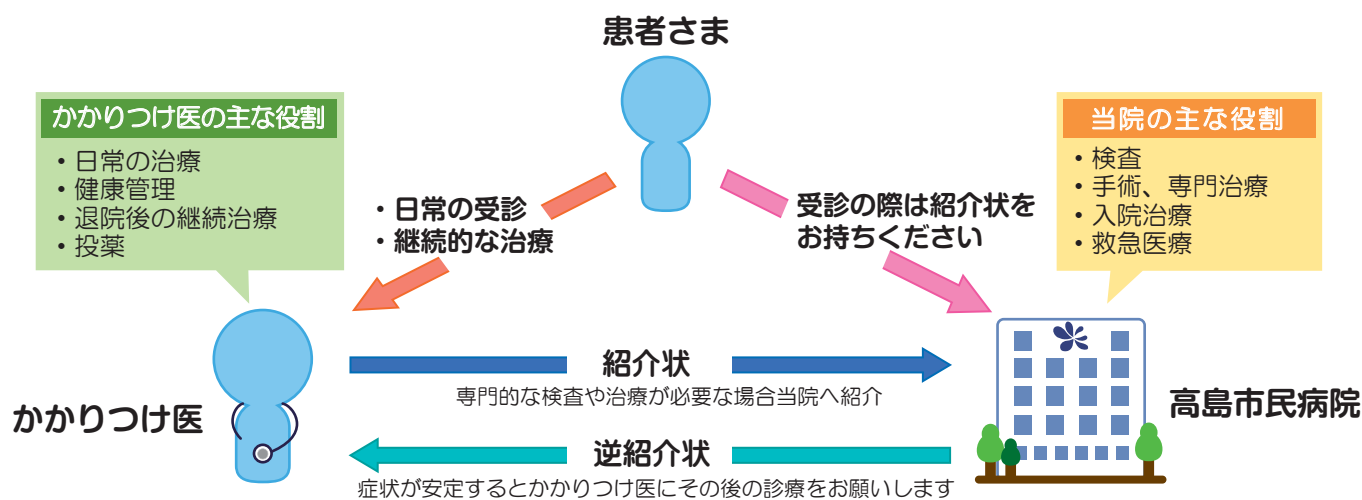 患者さま
かかりつけ医の主な役割
・日常の治療
・健康管理
・退院後の継続治療
・投薬
当院の主な役割
・検査
・手術、専門治療
・入院治療
・救急医療
・日常の受診
・継続的な治療
受診の際は紹介状を
お持ちください
かかりつけ医
紹介状
専門的な検査や治療が必要な場合当院へ紹介
高島市民病院
逆紹介状
症状が安定するとかかりつけ医にその後の診療をお願いします